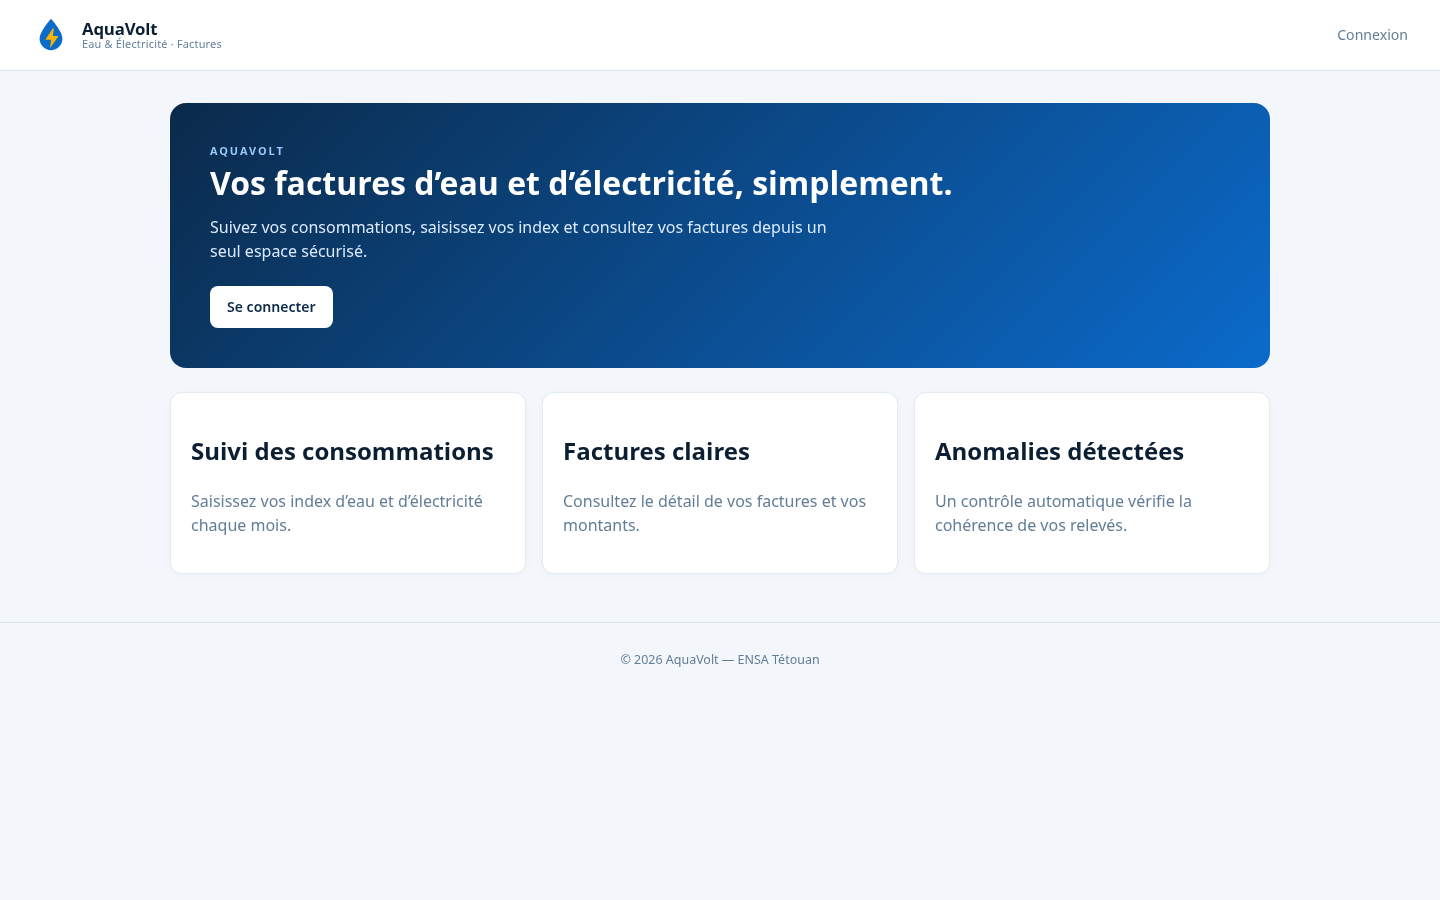 AquaVolt
Eau & Électricité · Factures
Connexion
AQUAVOLT
Vos factures d’eau et d’électricité, simplement.
Suivez vos consommations, saisissez vos index et consultez vos factures depuis un
seul espace sécurisé.
Se connecter
Suivi des consommations
Saisissez vos index d’eau et d’électricité
chaque mois.
Factures claires
Consultez le détail de vos factures et vos
montants.
Anomalies détectées
Un contrôle automatique vérifie la
cohérence de vos relevés.
© 2026 AquaVolt — ENSA Tétouan